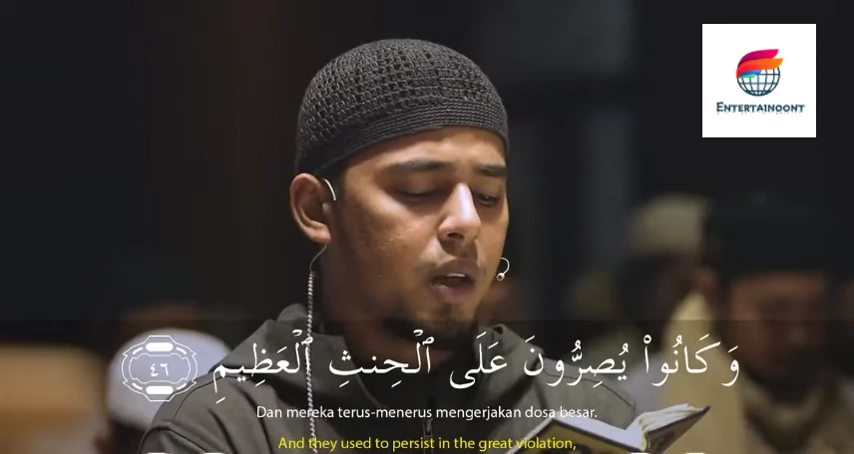 ENTERTAINOONT
وَكَانُوا۟ يُصِرُّونَ عَلَى ٱلْحِنثِ ٱلْعَظِيمِ ٤٦
Dan mereka terus-menerus mengerjakan dosa besar.
And they used to persist in the great violation,